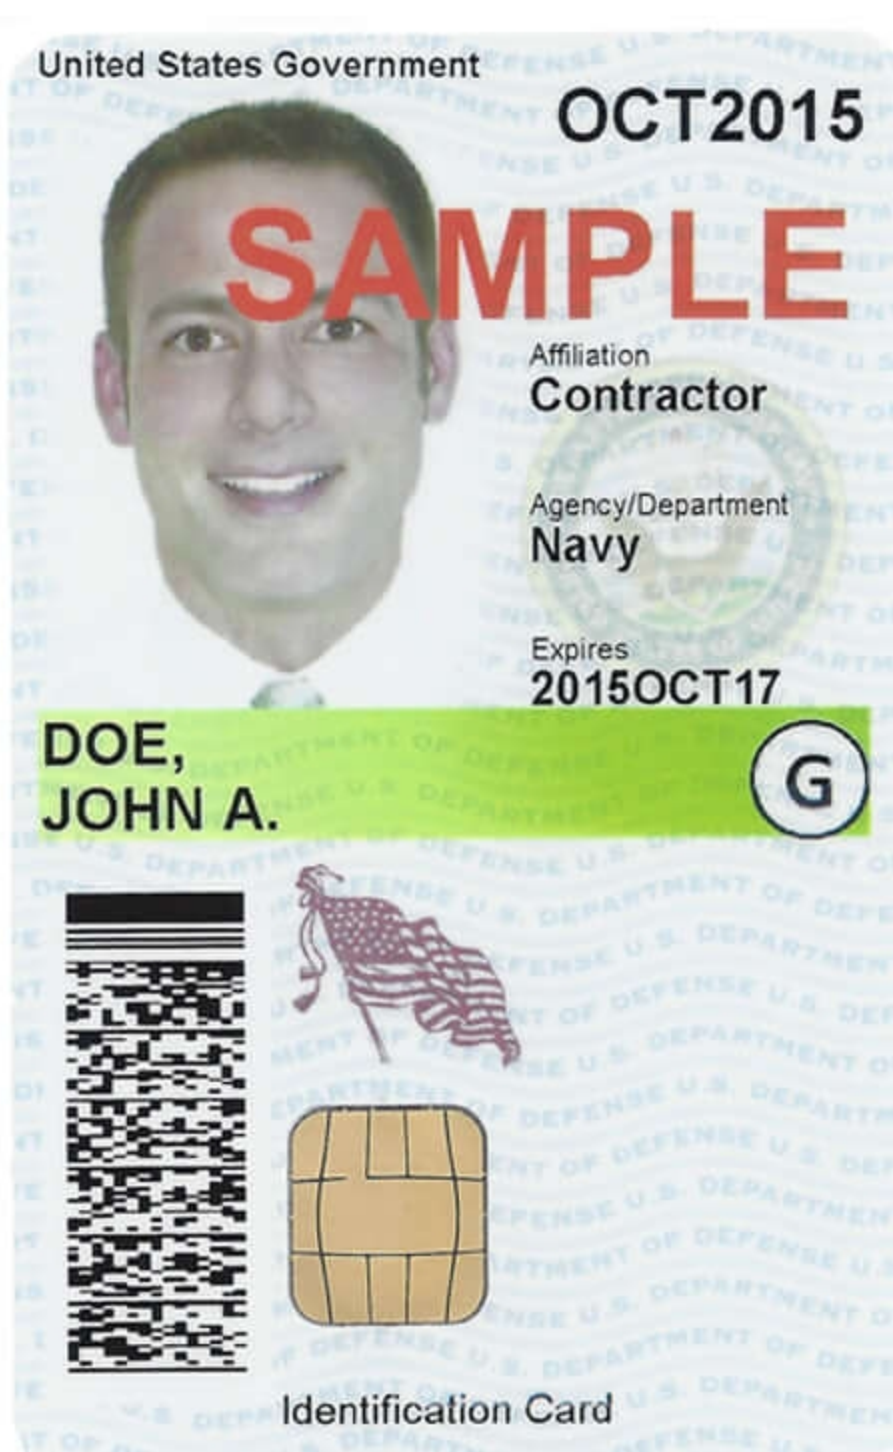 United States Government
OCT2015
SAMPLE
Affiliation
Contractor
Agency/Department
Navy
Expires
2015OCT17
DOE,
JOHN A.
G
Identification Card